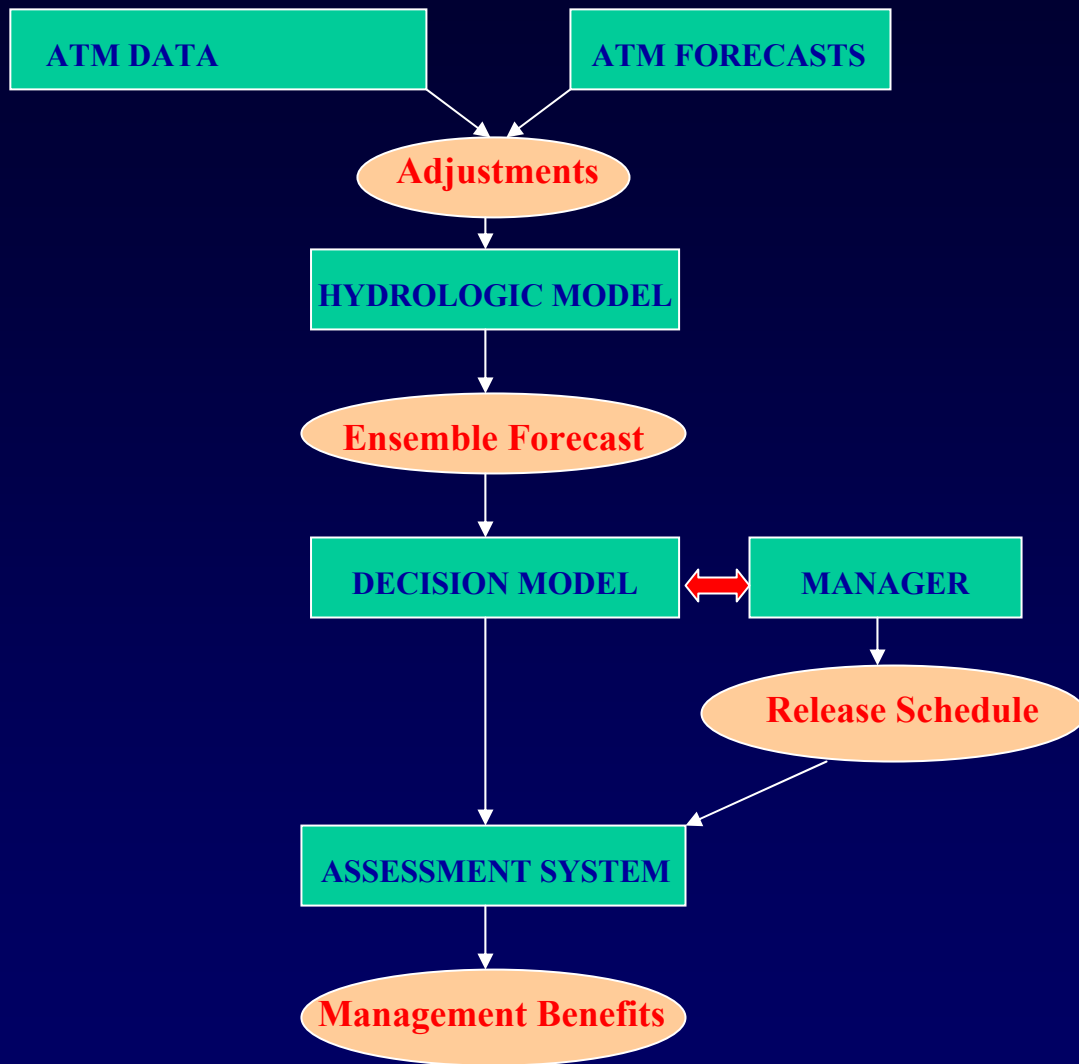 ATM DATA
ATM FORECASTS
Adjustments
HYDROLOGIC MODEL
Ensemble Forecast
DECISION MODEL
MANAGER
Release Schedule
ASSESSMENT SYSTEM
Management Benefits